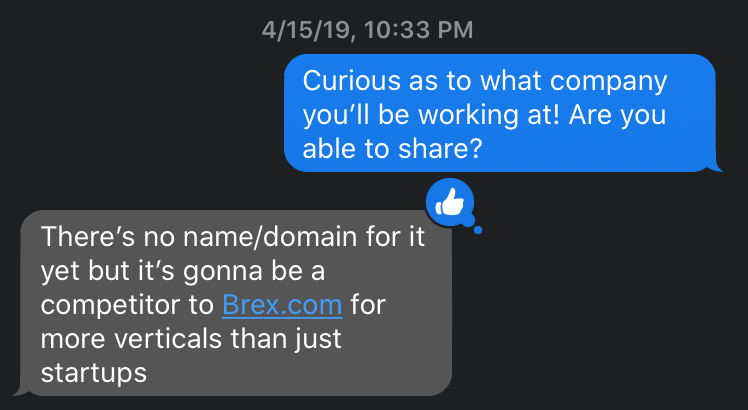 4/15/19, 10:33 PM
Curious as to what company
you’ll be working at! Are you
able to share?
There’s no name/domain for it
yet but it’s gonna be a
competitor to Brex.com for
more verticals than just
startups